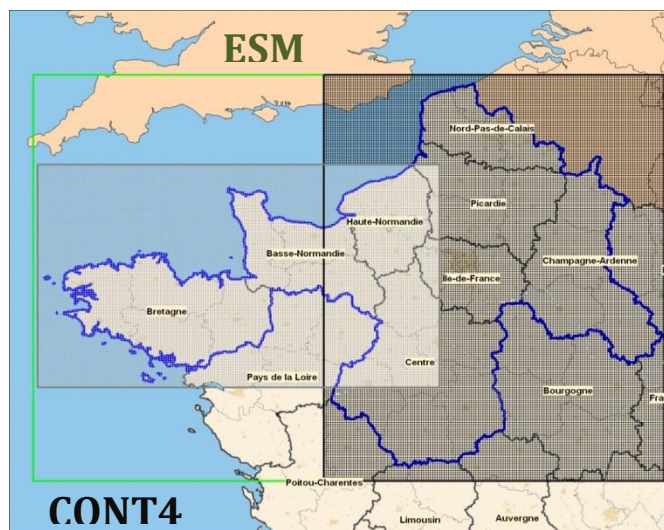 ESM
Nord-Pas-de-Calais
Picardie
Haute-Normandie
Basse-Normandie
Ile-de-France
Champagne-Ardenne
Bretagne
Pays de la Loire
Centre
Bourgogne
Fra
Poitou-Charentes
Limousin
Auvergne
CONT4